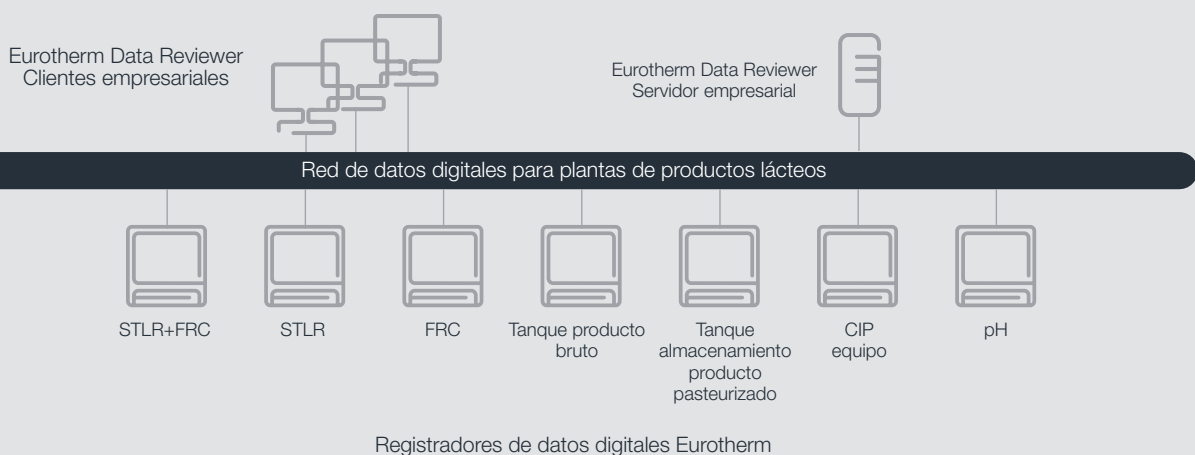 Eurotherm Data Reviewer
Clientes empresariales
Eurotherm Data Reviewer
Servidor empresarial
Red de datos digitales para plantas de productos lácteos
STLR+FRC
STLR
FRC
Tanque producto
bruto
Tanque
almacenamiento
producto
pasteurizado
CIP
equipo
pH
Registradores de datos digitales Eurotherm